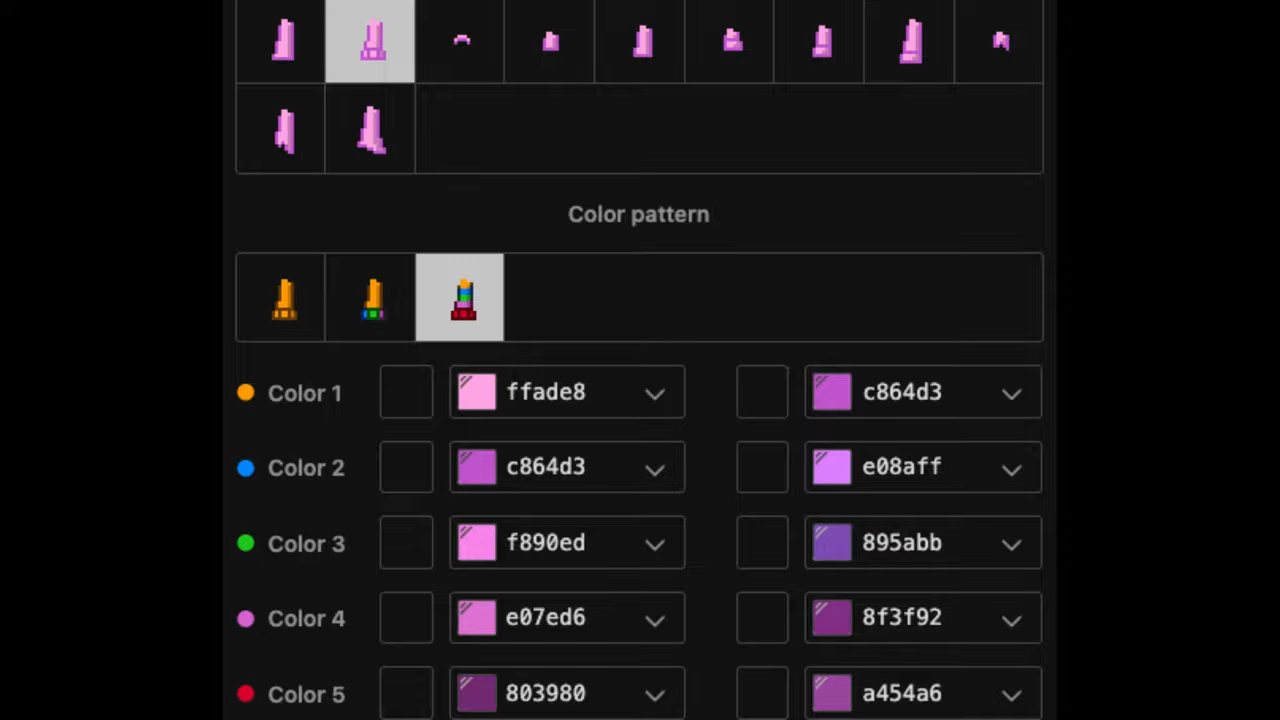 Color pattern
Color 1 ffade8 c864d3
Color 2 c864d3 e08aff
Color 3 f890ed 895abb
Color 4 e07ed6 8f3f92
Color 5 803980 a454a6